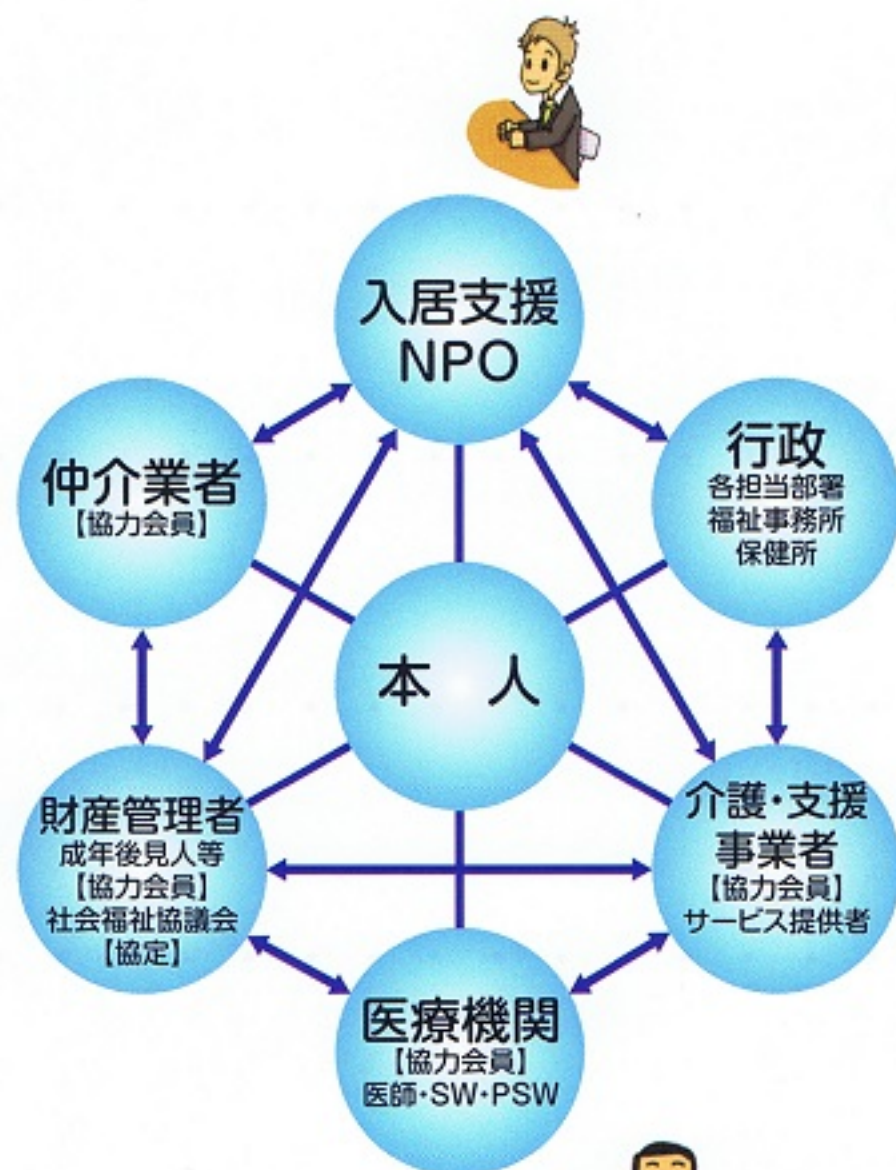 入居支援
NPO
仲介業者
【協力会員】
行政
各担当部署
福祉事務所
保健所
本 人
財産管理者
成年後見人等
【協力会員】
社会福祉協議会
【協定】
介護・支援
事業者
【協力会員】
サービス提供者
医療機関
【協力会員】
医師・SW・PSW